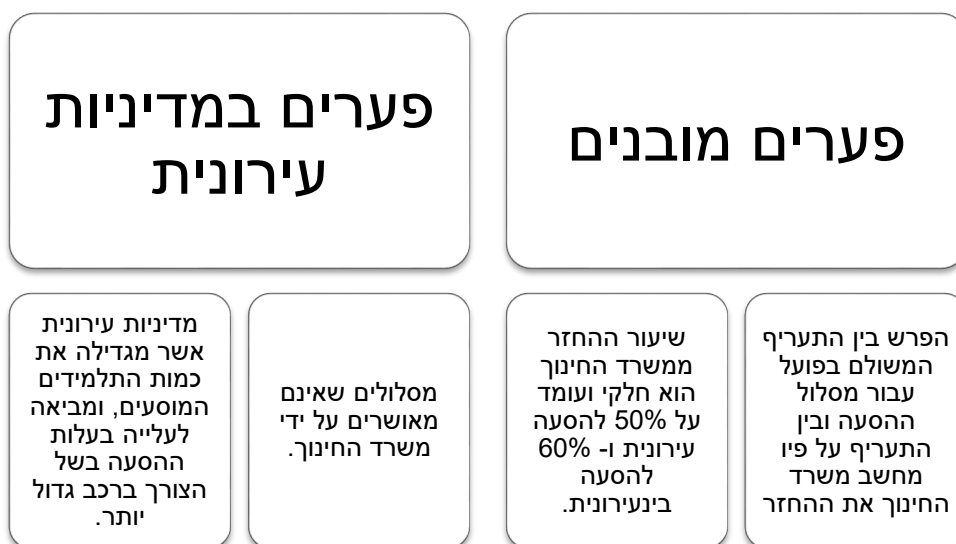 פערים מובנים
הפרש בין התעריף
המשולם בפועל
עבור מסלול
ההסעה ובין
התעריף על פיו
מחשב משרד
החינוך את ההחזר
שיעור ההחזר
ממשרד החינוך
הוא חלקי ועומד
על 50% להסעה
עירונית ו- 60%
להסעה
בינעירונית.
פערים במדיניות
עירונית
מסלולים שאינם
מאושרים על ידי
משרד החינוך.
מדיניות עירונית
אשר מגדילה את
כמות התלמידים
המוסעים, ומביאה
לעלייה בעלות
ההסעה בשל
הצורך ברכב גדול
יותר.